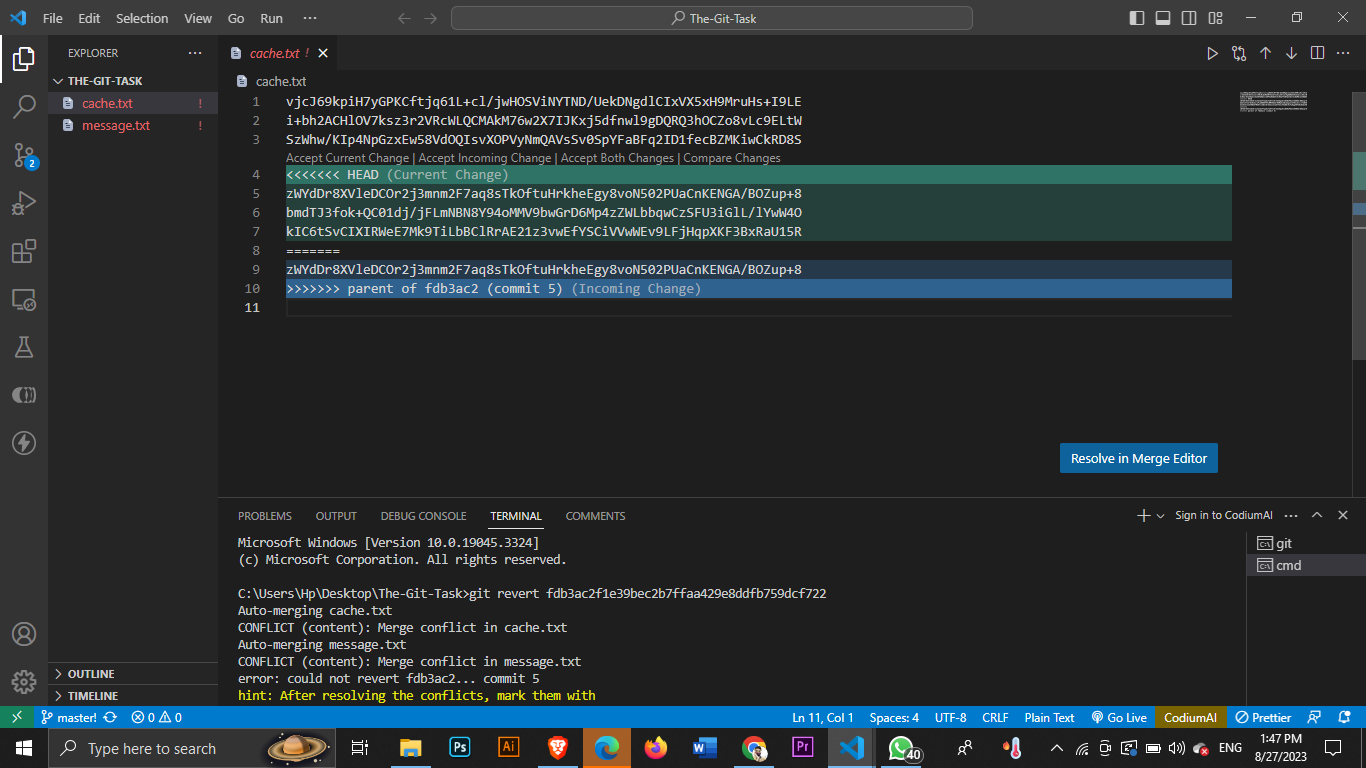 File Edit Selection View Go Run ···
The-Git-Task
EXPLORER ···
THE-GIT-TASK
cache.txt !
message.txt !
2
OUTLINE
TIMELINE
cache.txt ! ×
cache.txt
1 vjcJ69kpiH7yGPKCftjq61L+cl/jwHOSViNYTND/UekDNgdlCIxVX5xH9MruHs+I9LE
2 i+bh2ACHlOV7ksz3r2VRcWLQCMAkM76w2X7IJKxj5dfnwl9gDQRQ3hOCZo8vLc9ELtW
3 SzWhw/KIp4NpGzxEw58VdOQIsvXOPVyNmQAVsSv0SpYFaBFq2ID1fecBZMKiwCkRD8S
Accept Current Change | Accept Incoming Change | Accept Both Changes | Compare Changes
4 <<<<<<< HEAD (Current Change)
5 zWYdDr8XVleDCOr2j3mnm2F7aq8sTkOftuHrkheEgy8voN502PUaCnKENGA/BOZup+8
6 bmdTJ3fok+QC01dj/jFLmNBN8Y94oMMV9bwGrD6Mp4zZWLbbqwCzSFU3iGlL/lYwW4O
7 kIC6tSvCIXIRWeE7Mk9TiLbBClRrAE21z3vwEfYSCiVVwWEv9LFjHqpXKF3BxRaU15R
8 =======
9 zWYdDr8XVleDCOr2j3mnm2F7aq8sTkOftuHrkheEgy8voN502PUaCnKENGA/BOZup+8
10 >>>>>>> parent of fdb3ac2 (commit 5) (Incoming Change)
11
Resolve in Merge Editor
PROBLEMS OUTPUT DEBUG CONSOLE TERMINAL COMMENTS
Sign in to CodiumAI ···
git
cmd
Microsoft Windows [Version 10.0.19045.3324]
(c) Microsoft Corporation. All rights reserved.
C:\Users\Hp\Desktop\The-Git-Task>git revert fdb3ac2f1e39bec2b7ffaa429e8ddfb759dcf722
Auto-merging cache.txt
CONFLICT (content): Merge conflict in cache.txt
Auto-merging message.txt
CONFLICT (content): Merge conflict in message.txt
error: could not revert fdb3ac2... commit 5
hint: After resolving the conflicts, mark them with
master! 0 0 Ln 11, Col 1 Spaces: 4 UTF-8 CRLF Plain Text Go Live CodiumAI Prettier
Type here to search
Ps Ai W Pr 40
ENG
1:47 PM
8/27/2023